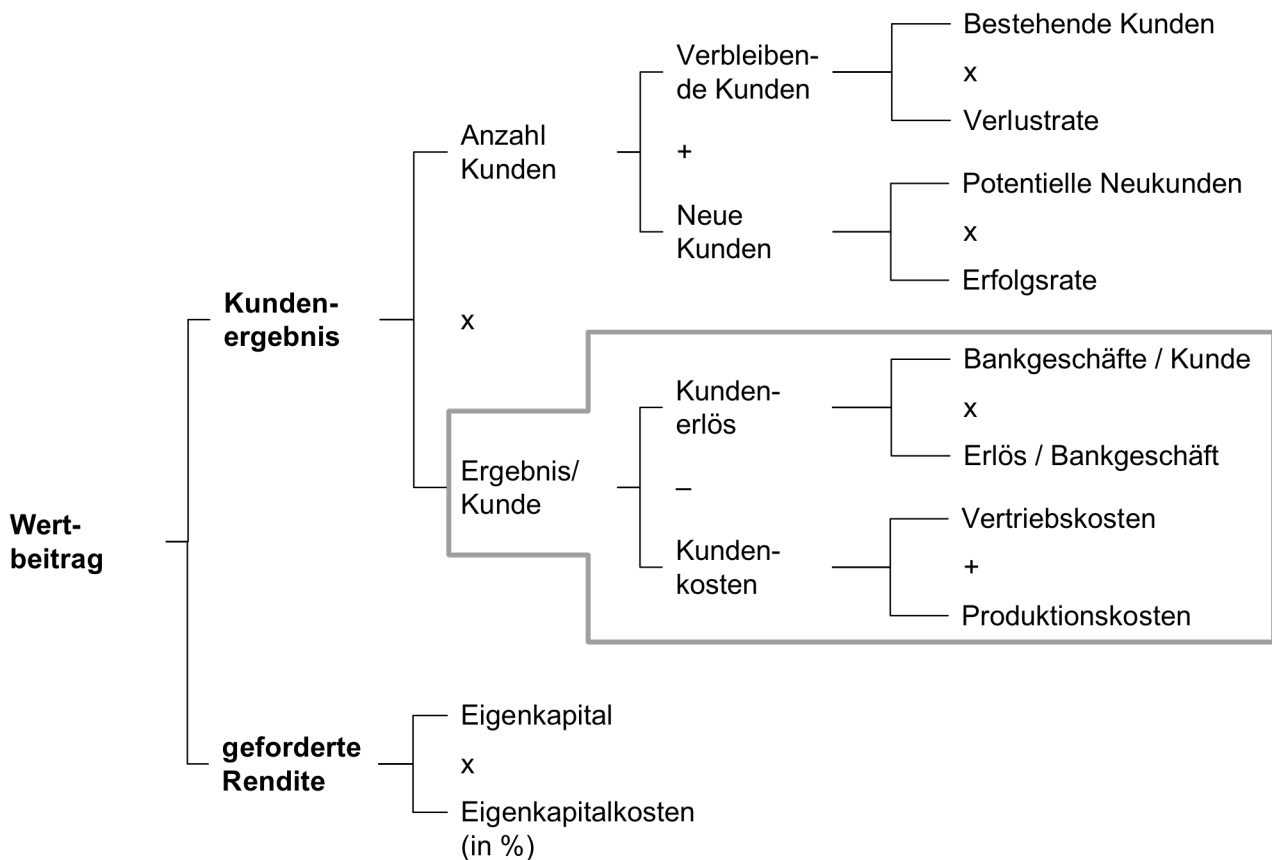 Bestehende Kunden
Verbleiben-
de Kunden
x
Verlustrate
Anzahl
Kunden
+
Potentielle Neukunden
Neue
Kunden
x
Erfolgsrate
Kunden-
ergebnis
x
Bankgeschäfte / Kunde
Kunden-
erlös
x
Erlös / Bankgeschäft
Ergebnis/
Kunde
–
Vertriebskosten
Kunden-
kosten
+
Produktionskosten
Wert-
beitrag
Eigenkapital
geforderte
Rendite
x
Eigenkapitalkosten
(in %)